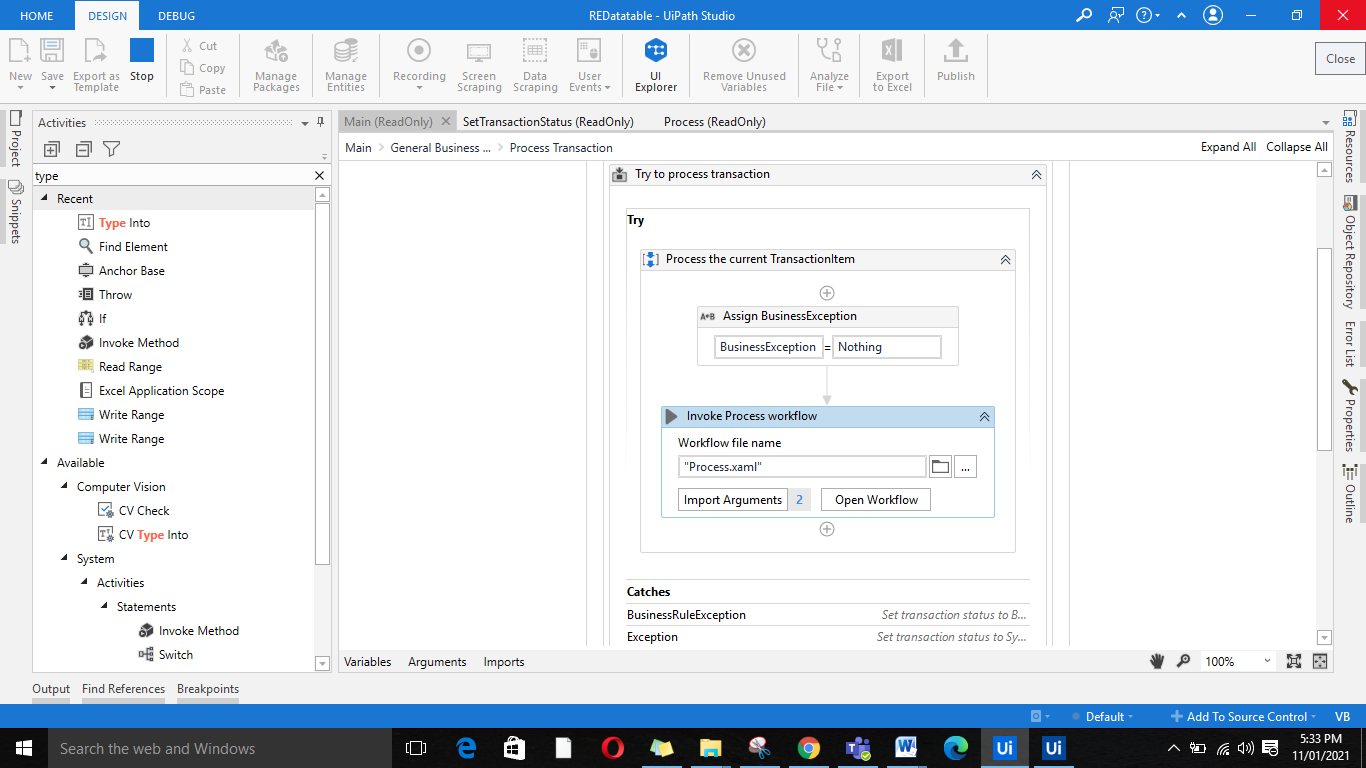 HOME DESIGN DEBUG REDatatable - UiPath Studio
New Save Export as Template Stop Cut Copy Paste Manage Packages Manage Entities Recording Screen Scraping Data Scraping User Events UI Explorer Remove Unused Variables Analyze File Export to Excel Publish Close
Project
Snippets
Activities
type
Recent
Type Into
Find Element
Anchor Base
Throw
If
Invoke Method
Read Range
Excel Application Scope
Write Range
Write Range
Available
Computer Vision
CV Check
CV Type Into
System
Activities
Statements
Invoke Method
Switch
Main (ReadOnly) SetTransactionStatus (ReadOnly) Process (ReadOnly)
Main General Business ... Process Transaction Expand All Collapse All
Try to process transaction
Try
Process the current TransactionItem
A*B Assign BusinessException
BusinessException = Nothing
Invoke Process workflow
Workflow file name
"Process.xaml" ...
Import Arguments 2 Open Workflow
Catches
BusinessRuleException Set transaction status to B...
Exception Set transaction status to Sy...
Variables Arguments Imports 100%
Resources
Object Repository
Error List
Properties
Outline
Output Find References Breakpoints
Default Add To Source Control VB
Search the web and Windows
Ui Ui
5:33 PM
11/01/2021